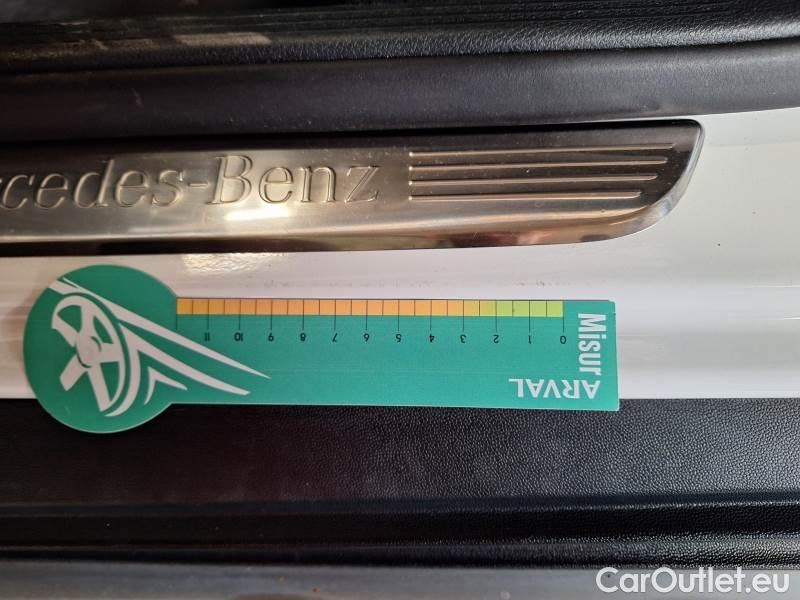 rcedes-Benz
11 10 9 8 7 6 5 4 3 2 1 0
Misur
ARVAL
CarOutlet.eu